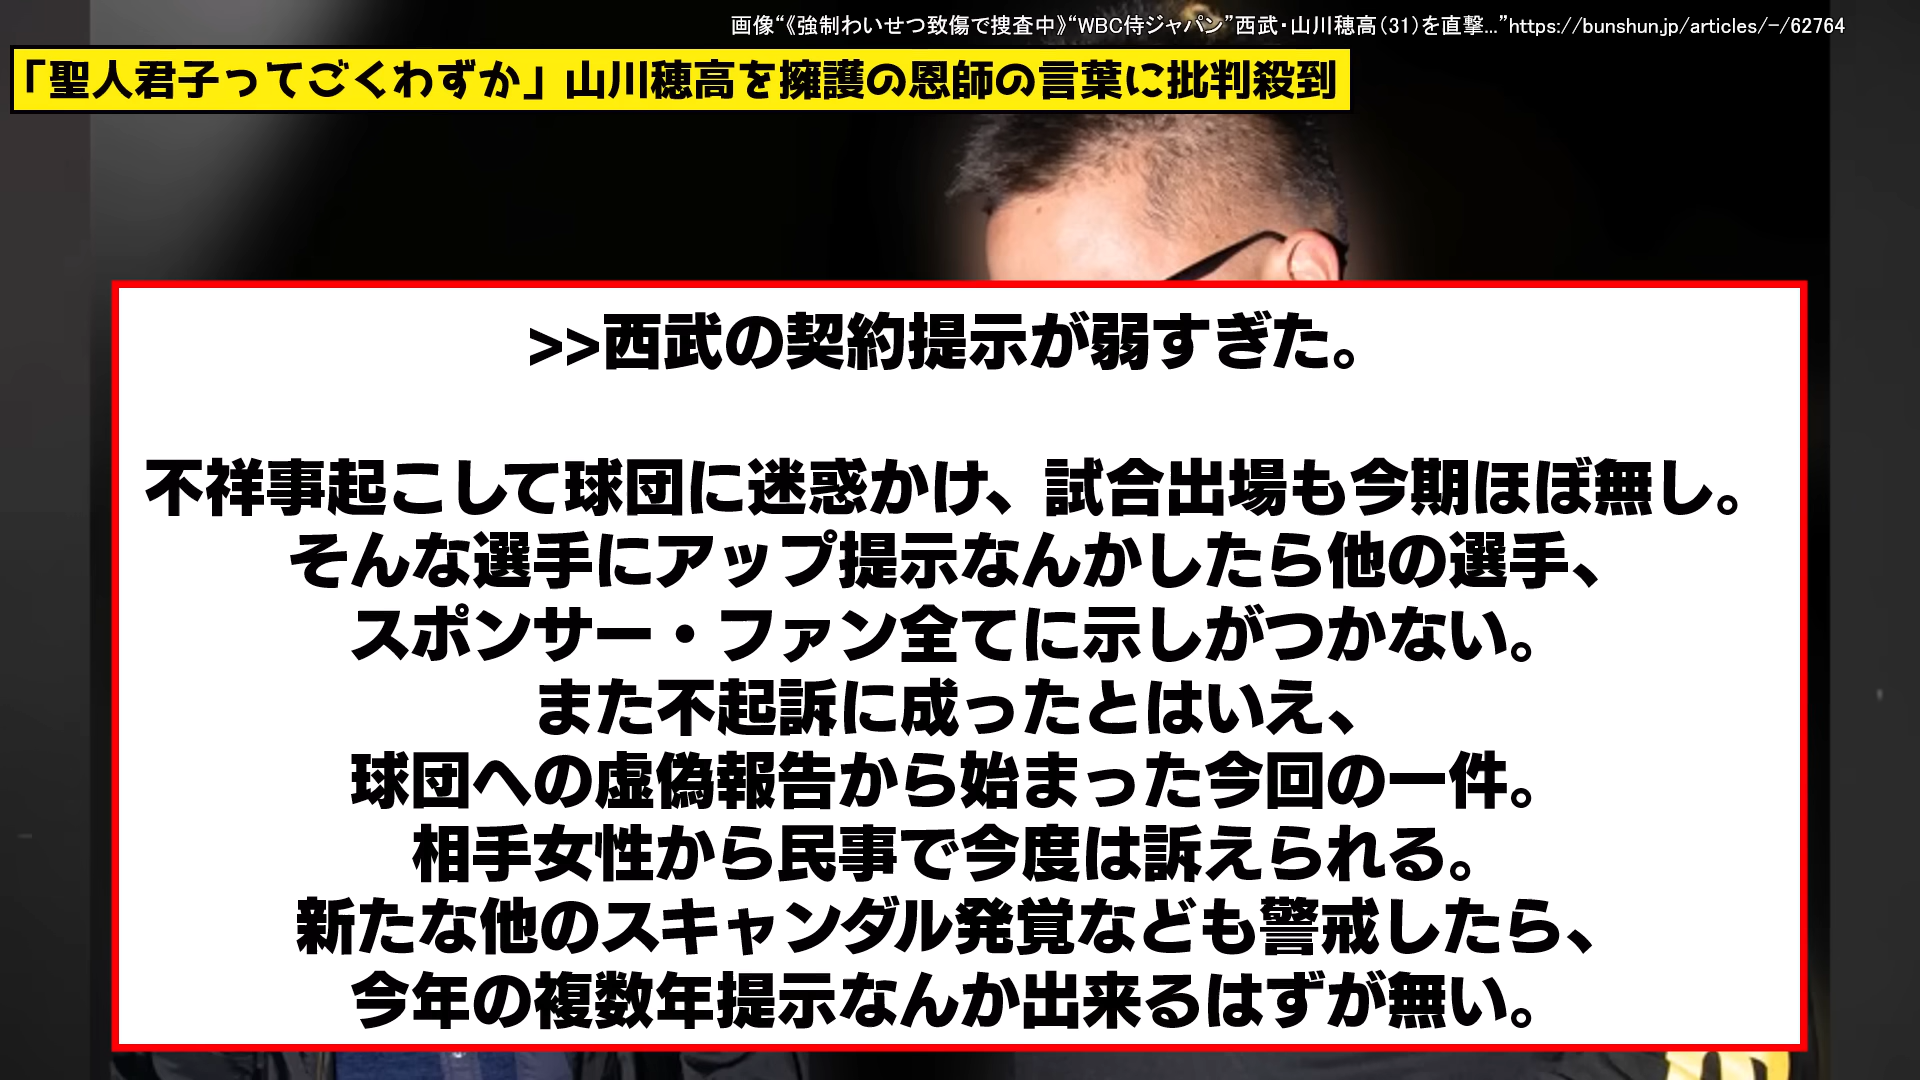 画像“《強制わいせつ致傷で捜査中》“WBC侍ジャパン”西武・山川穂高(31)を直撃...”https://bunshun.jp/articles/-/62764
「聖人君子ってごくわずか」山川穂高を擁護の恩師の言葉に批判殺到
>>西武の契約提示が弱すぎた。
不祥事起こして球団に迷惑かけ、試合出場も今期ほぼ無し。
そんな選手にアップ提示なんかしたら他の選手、
スポンサー・ファン全てに示しがつかない。
また不起訴に成ったとはいえ、
球団への虚偽報告から始まった今回の一件。
相手女性から民事で今度は訴えられる。
新たな他のスキャンダル発覚なども警戒したら、
今年の複数年提示なんか出来るはずが無い。